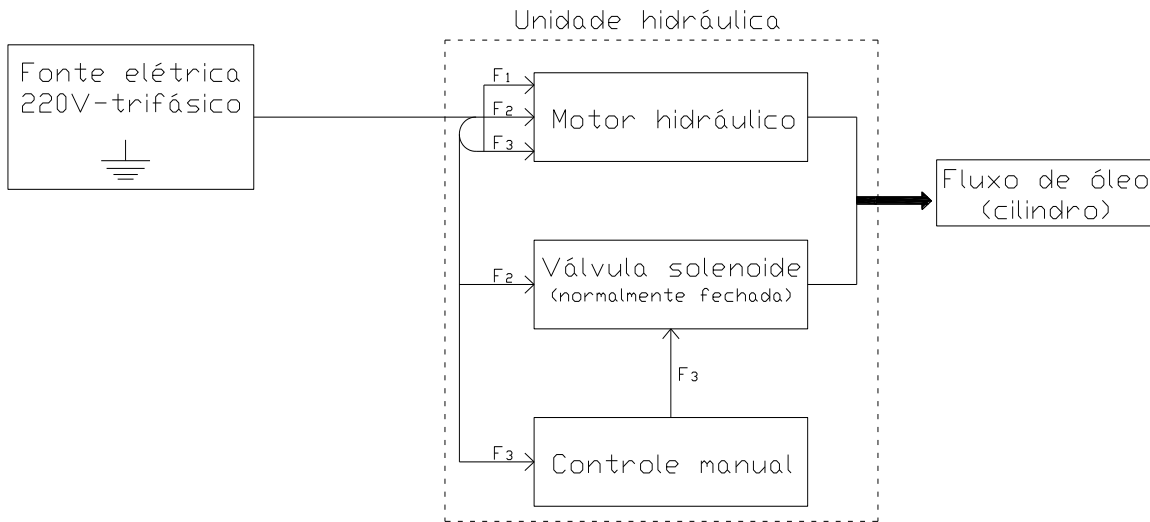 Unidade hidráulica
Fonte elétrica
220V-trifásico
F1
F2
F3
Motor hidráulico
Fluxo de óleo
(cilindro)
F2
Válvula solenoide
(normalmente fechada)
F3
F3
Controle manual